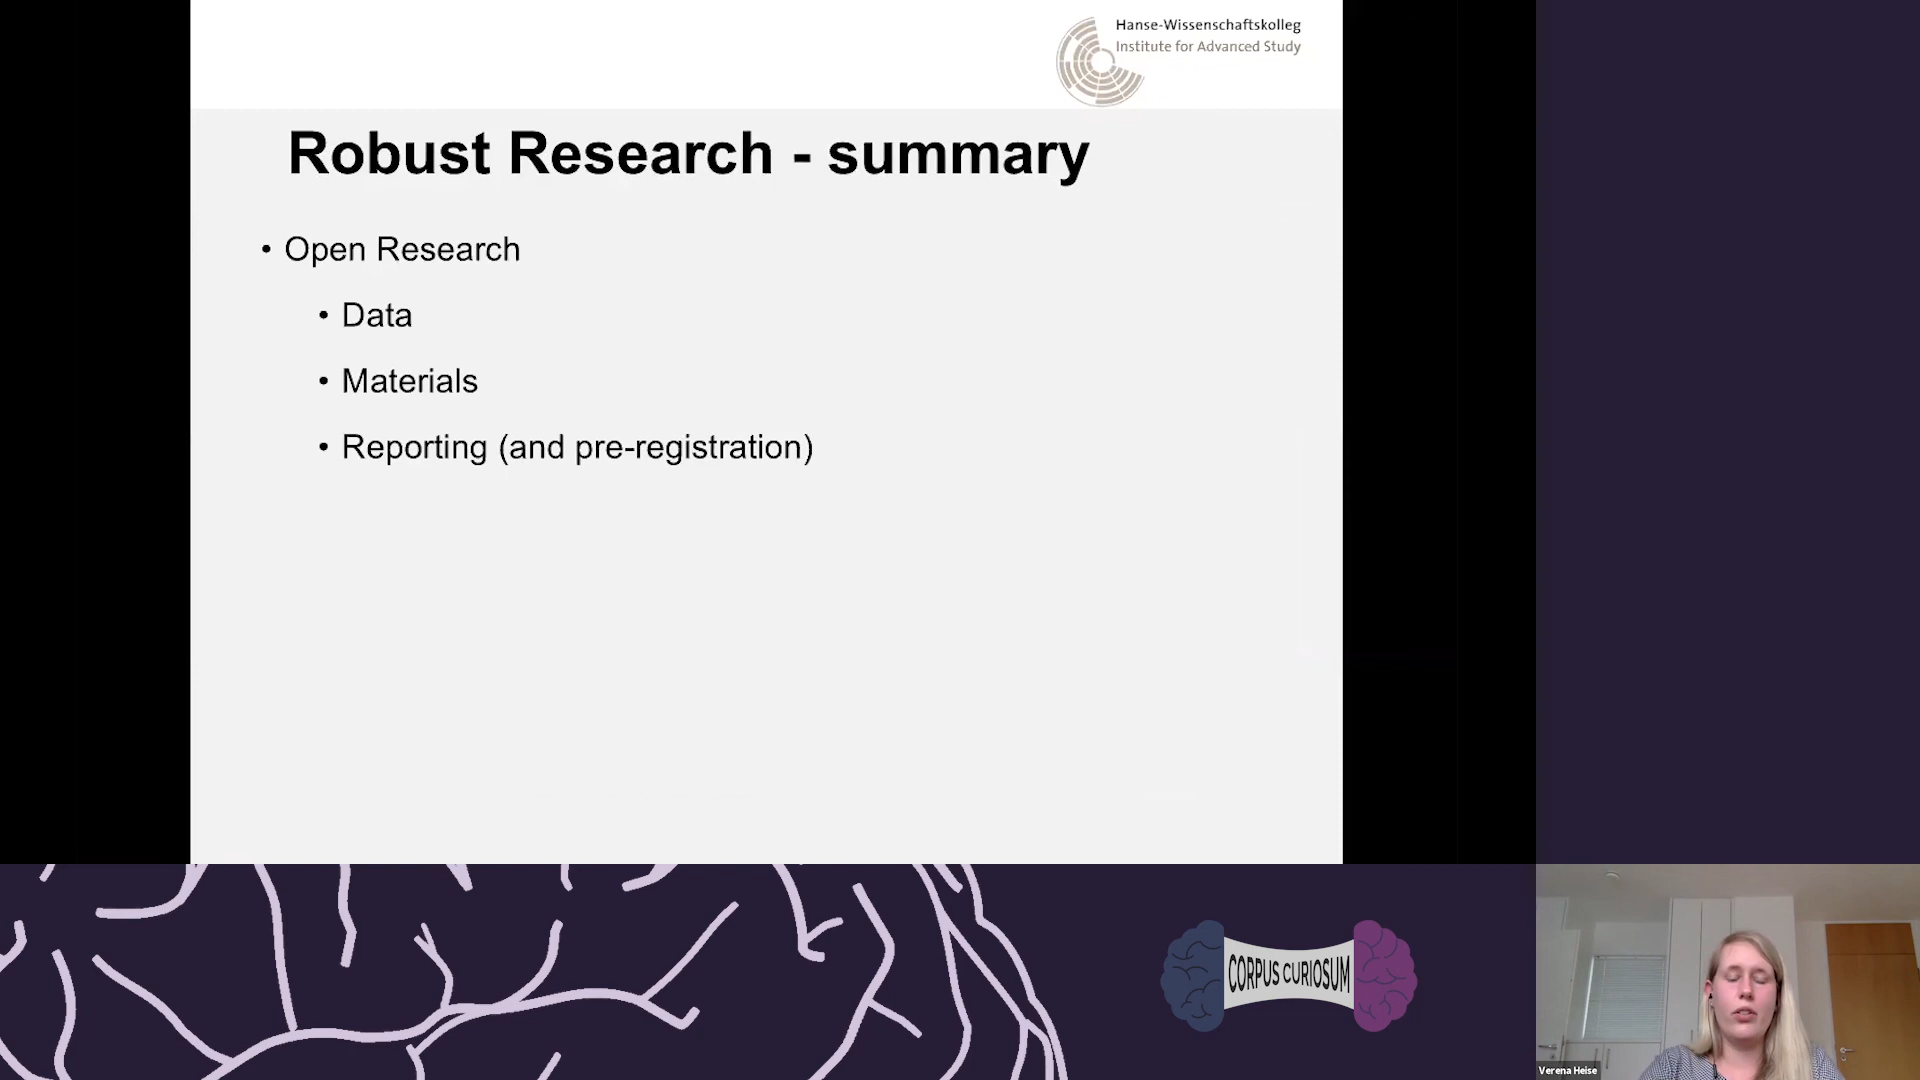 Hanse-Wissenschaftskolleg
Institute for Advanced Study
Robust Research - summary
• Open Research
• Data
• Materials
• Reporting (and pre-registration)
CORPUS CURIOSUM
Verena Heise